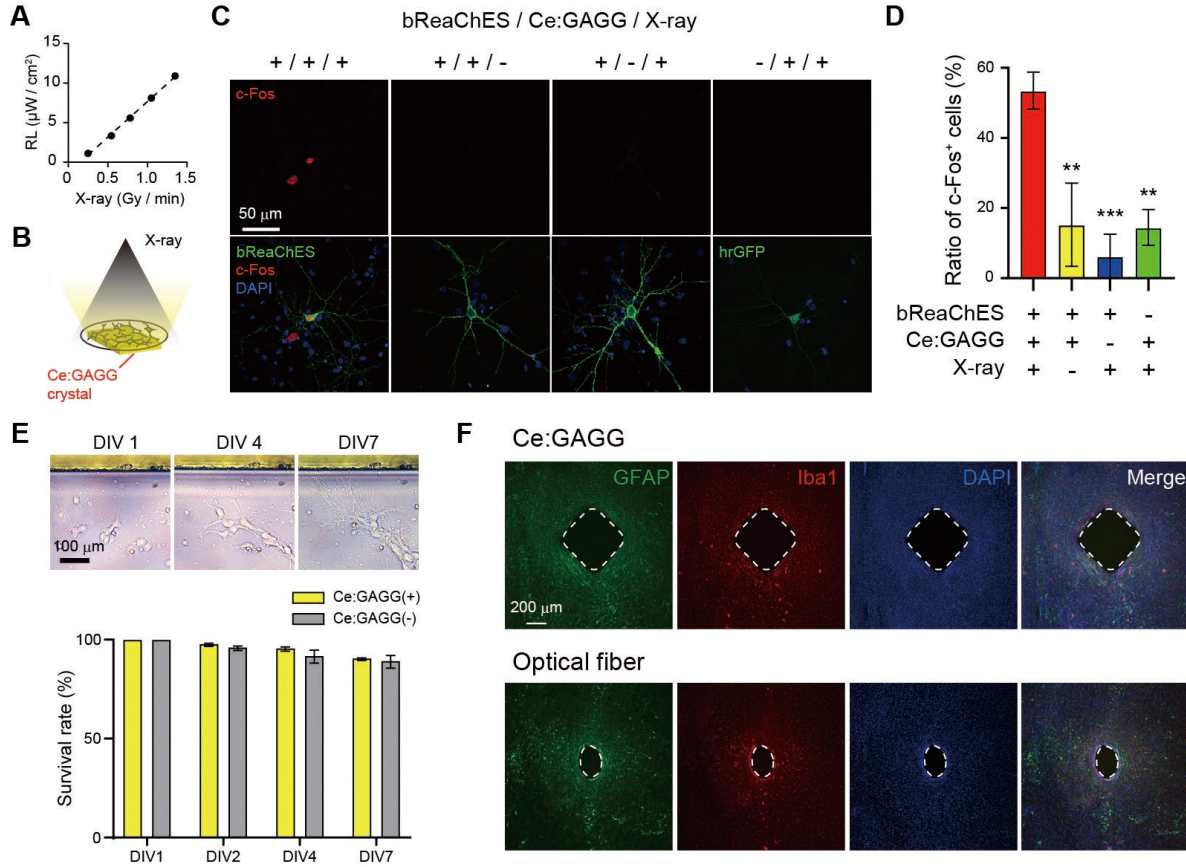 A
RL (μW / cm²)
15
10
5
0
0 0.5 1.0 1.5
X-ray (Gy / min)
B
X-ray
Ce:GAGG
crystal
C
bReaChES / Ce:GAGG / X-ray
+ / + / +
+ / + / -
+ / - / +
- / + / +
c-Fos
50 μm
bReaChES
c-Fos
DAPI
hrGFP
D
Ratio of c-Fos⁺ cells (%)
60
40
20
0
**
***
**
bReaChES + + + -
Ce:GAGG + + - +
X-ray + - + +
E
DIV 1
DIV 4
DIV7
100 μm
Ce:GAGG(+)
Ce:GAGG(-)
Survival rate (%)
100
50
0
DIV1 DIV2 DIV4 DIV7
F
Ce:GAGG
GFAP
Iba1
DAPI
Merge
200 μm
Optical fiber